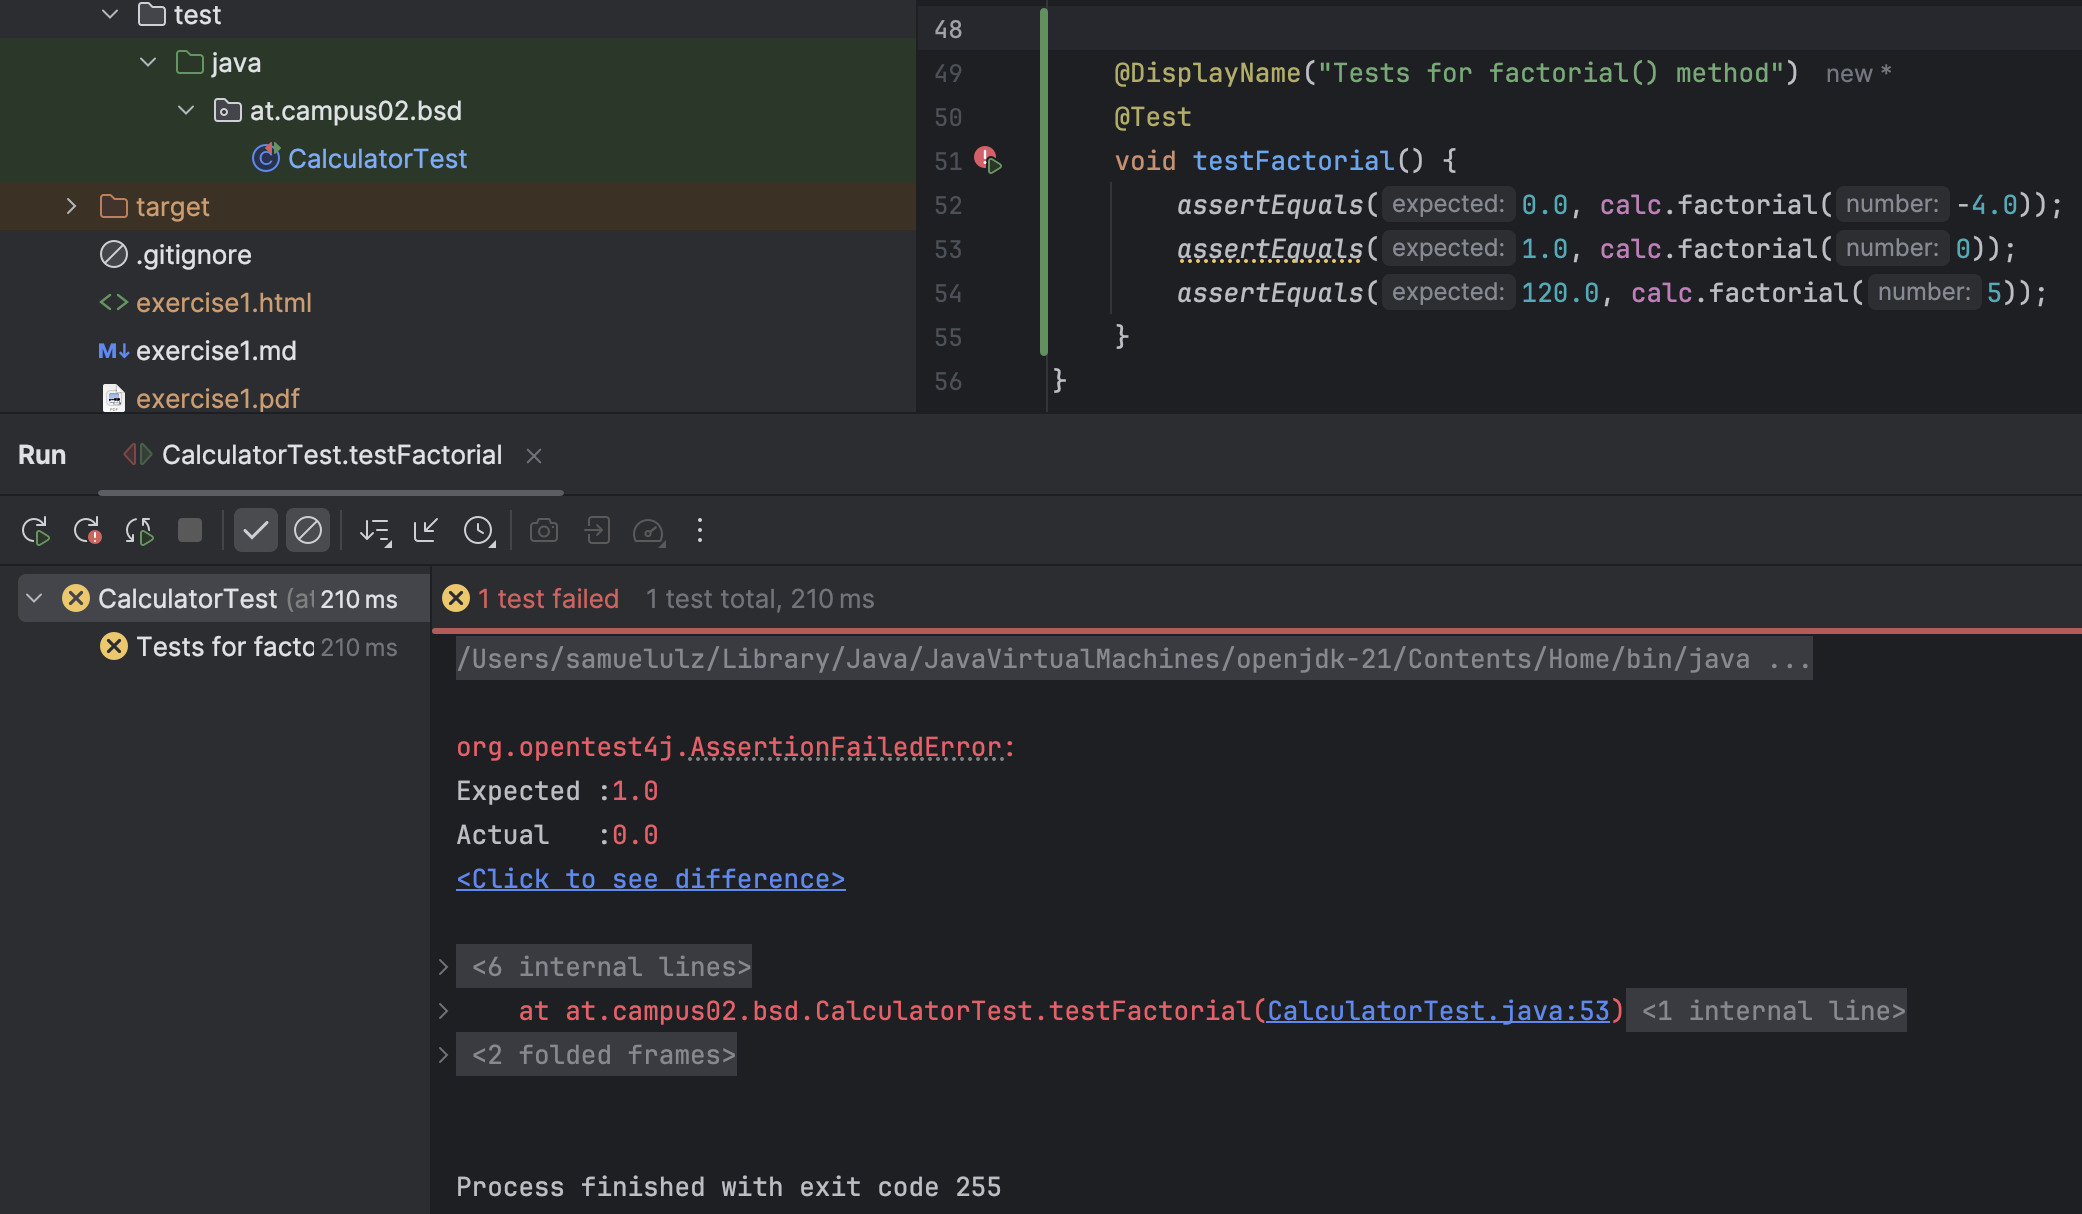 test
java
at.campus02.bsd
CalculatorTest
target
.gitignore
exercise1.html
exercise1.md
exercise1.pdf
48
49 @DisplayName("Tests for factorial() method") new *
50 @Test
51 void testFactorial() {
52 assertEquals( expected: 0.0, calc.factorial( number: -4.0));
53 assertEquals( expected: 1.0, calc.factorial( number: 0));
54 assertEquals( expected: 120.0, calc.factorial( number: 5));
55 }
56 }
Run CalculatorTest.testFactorial
CalculatorTest (at 210 ms
Tests for facto 210 ms
1 test failed 1 test total, 210 ms
/Users/samuelulz/Library/Java/JavaVirtualMachines/openjdk-21/Contents/Home/bin/java ...
org.opentest4j.AssertionFailedError:
Expected :1.0
Actual :0.0
<Click to see difference>
<6 internal lines>
at at.campus02.bsd.CalculatorTest.testFactorial(CalculatorTest.java:53) <1 internal line>
<2 folded frames>
Process finished with exit code 255